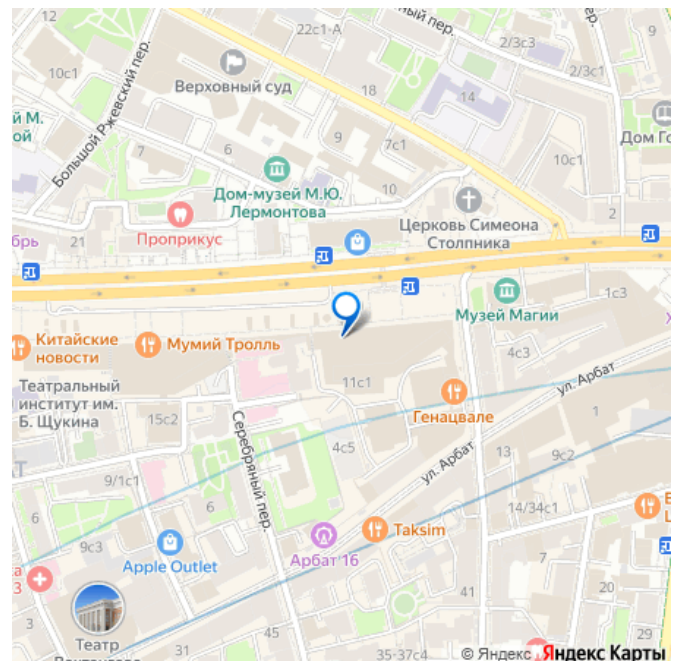 12
22с1-А
2/3с3
9
10с1
Верховный суд
18
14
2/3с1
Большой Ржевский пер.
й М.
ой
7
6
9
7с1
Дом Го
10с1
Дом-музей М.Ю.
Лермонтова
10
Церковь Симеона
Столпника
2
Проприкус
брь
21
1с3
Музей Магии
Китайские
новости
Мумий Тролль
4с3
Х
Театральный
институт им.
Б. Щукина
11с1
ул. Арбат
Генацвале
1
15с2
Серебряный пер.
4с5
ул. Арбат
13
9с2
АТ
9/1с1
6
6
14/34с1
Taksim
Арбат 16
9с3
Apple Outlet
7
а
3
41
3
Театр
31
45
35-37с4
20
29
© Яндекс Яндекс Карты